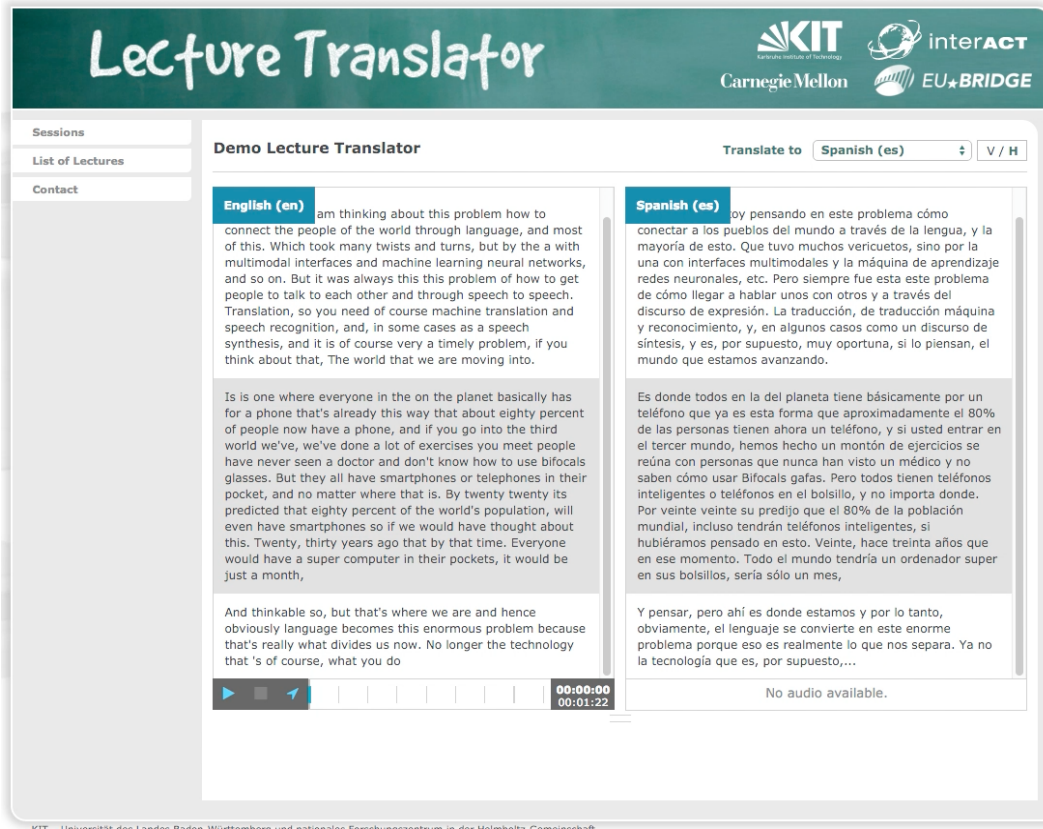 Lecture Translator
KIT
Karlsruhe Institute of Technology
interACT
Carnegie Mellon
EU★BRIDGE
Sessions
List of Lectures
Contact
Demo Lecture Translator
Translate to
Spanish (es)
V / H
English (en)
am thinking about this problem how to
connect the people of the world through language, and most
of this. Which took many twists and turns, but by the a with
multimodal interfaces and machine learning neural networks,
and so on. But it was always this this problem of how to get
people to talk to each other and through speech to speech.
Translation, so you need of course machine translation and
speech recognition, and, in some cases as a speech
synthesis, and it is of course very a timely problem, if you
think about that, The world that we are moving into.
Is is one where everyone in the on the planet basically has
for a phone that's already this way that about eighty percent
of people now have a phone, and if you go into the third
world we've, we've done a lot of exercises you meet people
have never seen a doctor and don't know how to use bifocals
glasses. But they all have smartphones or telephones in their
pocket, and no matter where that is. By twenty twenty its
predicted that eighty percent of the world's population, will
even have smartphones so if we would have thought about
this. Twenty, thirty years ago that by that time. Everyone
would have a super computer in their pockets, it would be
just a month,
And thinkable so, but that's where we are and hence
obviously language becomes this enormous problem because
that's really what divides us now. No longer the technology
that 's of course, what you do
00:00:00
00:01:22
Spanish (es)
oy pensando en este problema cómo
conectar a los pueblos del mundo a través de la lengua, y la
mayoría de esto. Que tuvo muchos vericuetos, sino por la
una con interfaces multimodales y la máquina de aprendizaje
redes neuronales, etc. Pero siempre fue esta este problema
de cómo llegar a hablar unos con otros y a través del
discurso de expresión. La traducción, de traducción máquina
y reconocimiento, y, en algunos casos como un discurso de
síntesis, y es, por supuesto, muy oportuna, si lo piensan, el
mundo que estamos avanzando.
Es donde todos en la del planeta tiene básicamente por un
teléfono que ya es esta forma que aproximadamente el 80%
de las personas tienen ahora un teléfono, y si usted entrar en
el tercer mundo, hemos hecho un montón de ejercicios se
reúna con personas que nunca han visto un médico y no
saben cómo usar Bifocals gafas. Pero todos tienen teléfonos
inteligentes o teléfonos en el bolsillo, y no importa donde.
Por veinte veinte su predijo que el 80% de la población
mundial, incluso tendrán teléfonos inteligentes, si
hubiéramos pensado en esto. Veinte, hace treinta años que
en ese momento. Todo el mundo tendría un ordenador super
en sus bolsillos, sería sólo un mes,
Y pensar, pero ahí es donde estamos y por lo tanto,
obviamente, el lenguaje se convierte en este enorme
problema porque eso es realmente lo que nos separa. Ya no
la tecnología que es, por supuesto,...
No audio available.
KIT – Universität des Landes Baden-Württemberg und nationales Forschungszentrum in der Helmholtz-Gemeinschaft